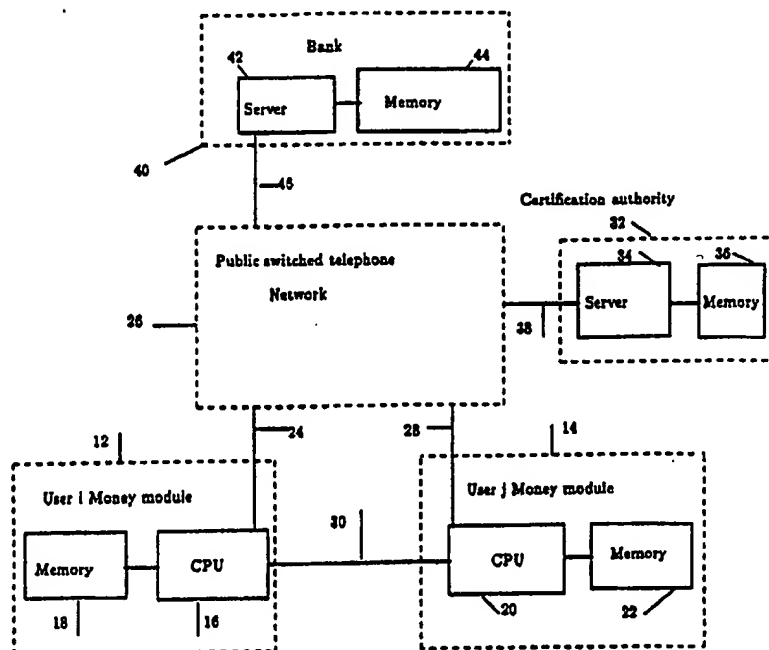 Bank
42
44
Server
Memory
40
45
Certification authority
32
Public switched telephone
Network
34
36
Server
Memory
26
38
12
24
28
14
User i Money module
User j Money module
30
Memory
CPU
CPU
Memory
18
16
20
22